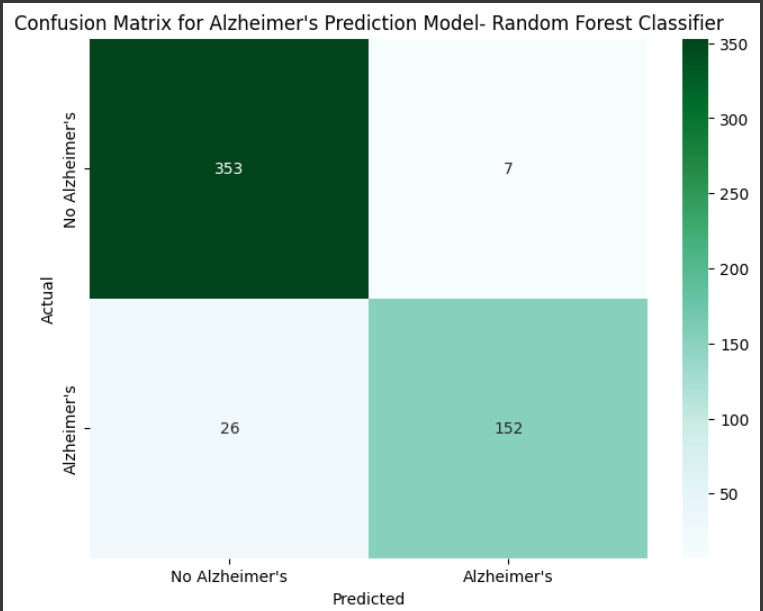 Confusion Matrix for Alzheimer's Prediction Model- Random Forest Classifier
No Alzheimer's
Alzheimer's
Actual
353
7
26
152
No Alzheimer's
Alzheimer's
Predicted
350
300
250
200
150
100
50